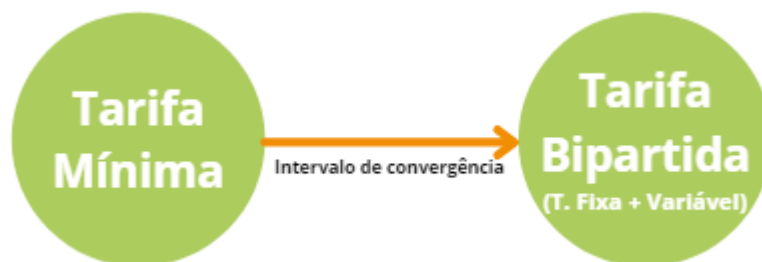 Tarifa
Mínima
Intervalo de convergência
Tarifa
Bipartida
(T. Fixa + Variável)